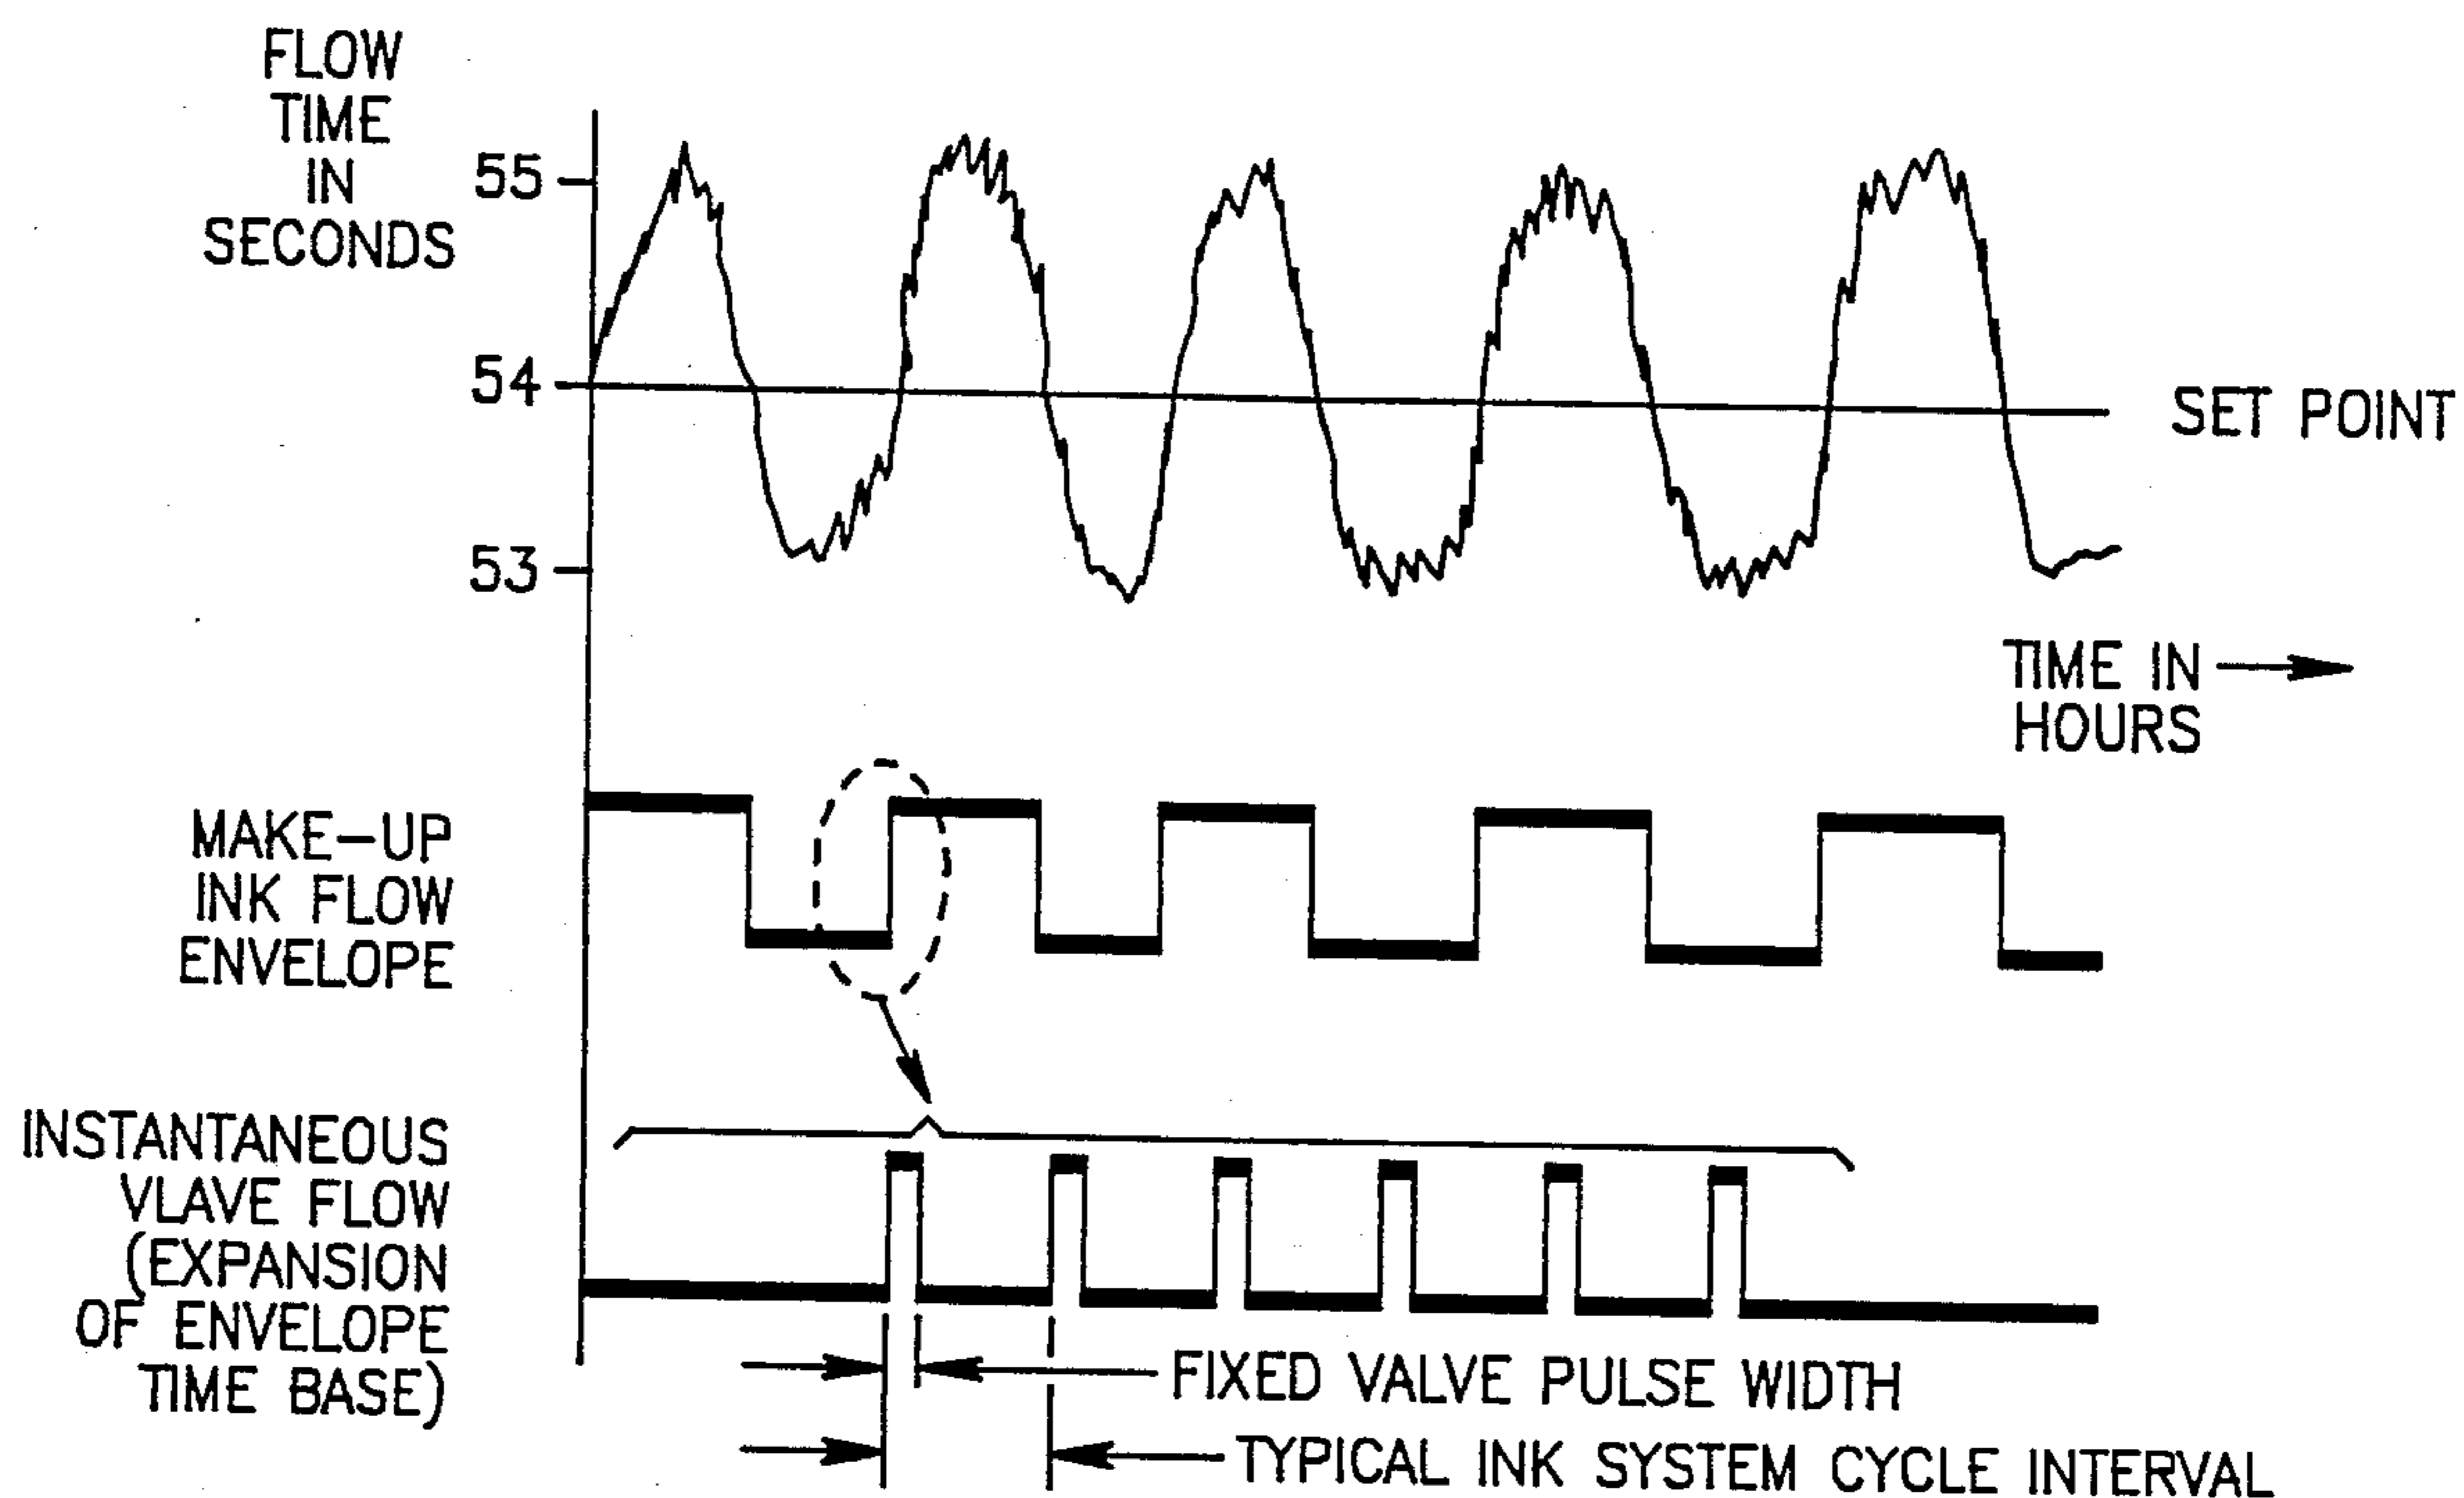 FLOW
TIME
IN
SECONDS
55
54
53
SET POINT
TIME IN
HOURS
MAKE-UP
INK FLOW
ENVELOPE
INSTANTANEOUS
VLAVE FLOW
(EXPANSION
OF ENVELOPE
TIME BASE)
FIXED VALVE PULSE WIDTH
TYPICAL INK SYSTEM CYCLE INTERVAL